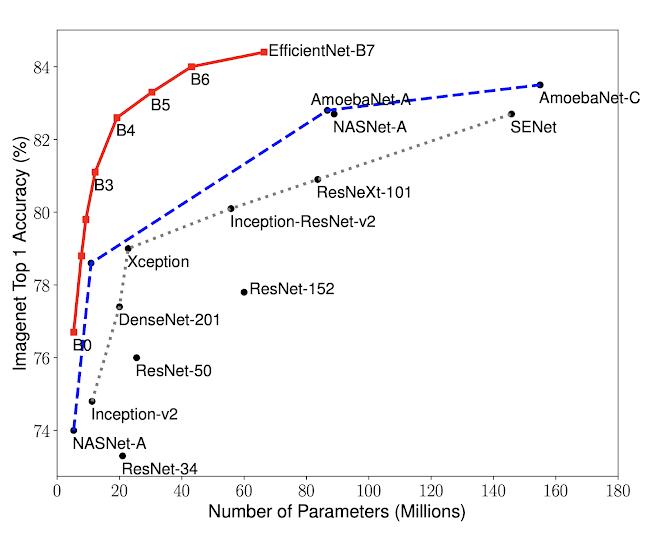 EfficientNet-B7
84
B6
B5
AmoebaNet-A
AmoebaNet-C
B4
NASNet-A
SENet
82
B3
ResNeXt-101
80
Inception-ResNet-v2
Xception
78
ResNet-152
DenseNet-201
B0
76
ResNet-50
Inception-v2
74
NASNet-A
ResNet-34
0 20 40 60 80 100 120 140 160 180
Number of Parameters (Millions)
Imagenet Top 1 Accuracy (%)